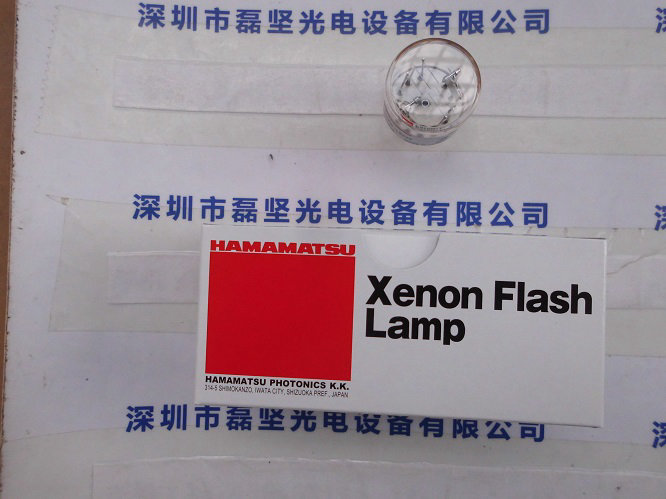 深圳市磊坚光电设备有限公司
深圳市磊坚光电设备有限公司
HAMAMATSU
Xenon Flash
Lamp
HAMAMATSU PHOTONICS K.K.
314-5 SHIMOKANZO, IWATA CITY, SHIZUOKA PREF., JAPAN
深圳市磊坚光电设备有限公司